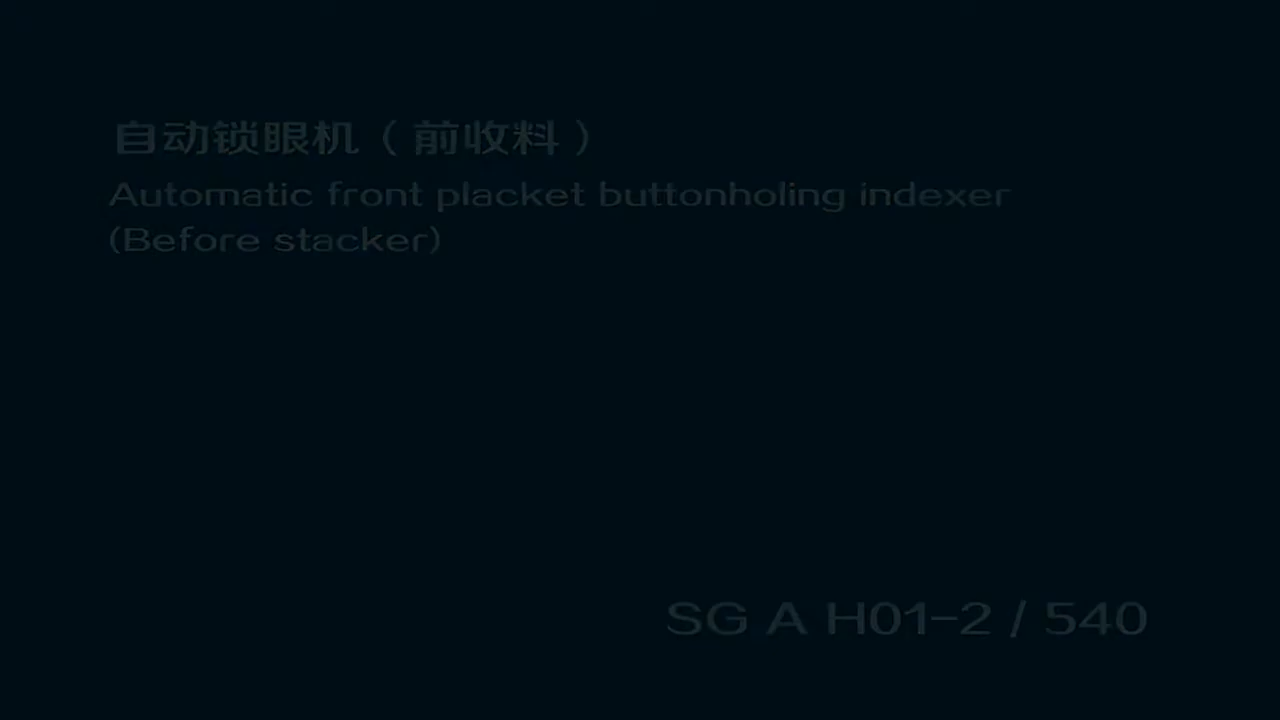 自动锁眼机（前收料）
Automatic front placket buttonholing indexer
(Before stacker)
SG A H01-2 / 540